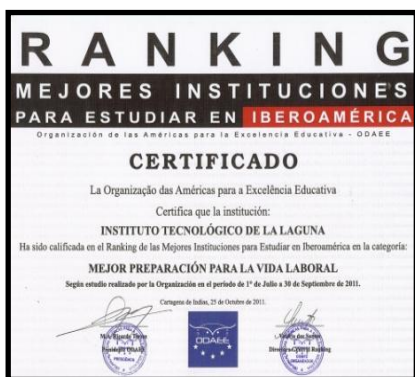 RANKING
MEJORES INSTITUCIONES
PARA ESTUDIAR EN IBEROAMÉRICA
Organización de las Américas para la Excelencia Educativa - ODAEE
CERTIFICADO
La Organização das Américas para a Excelência Educativa
Certifica que la institución:
INSTITUTO TECNOLÓGICO DE LA LAGUNA
Ha sido calificada en el Ranking de las Mejores Instituciones para Estudiar en Iberoamérica en la categoría:
MEJOR PREPARACIÓN PARA LA VIDA LABORAL
Según estudio realizado por la Organización en el período de 1º de Julio a 30 de Septiembre de 2011.
Cartagena de Indias, 25 de Octubre de 2011.
ODAEE
Presidente ODAEE
Ranking